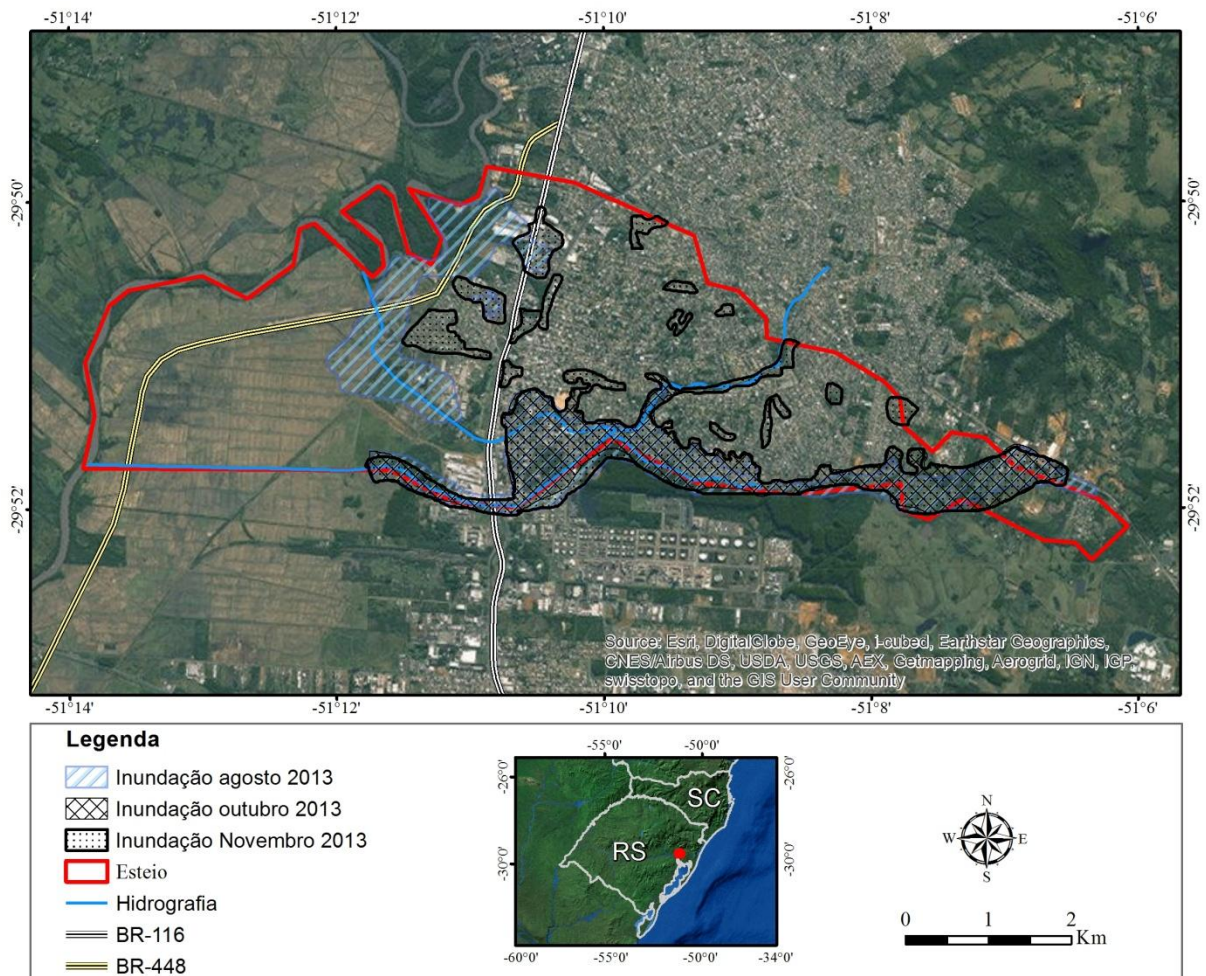 -51°14' -51°12' -51°10' -51°8' -51°6'
-29°50' -29°50'
-29°52' -29°52'
Source: Esri, DigitalGlobe, GeoEye, i-cubed, Earthstar Geographics,
CNES/Airbus DS, USDA, USGS, AEX, Getmapping, Aerogrid, IGN, IGP,
swisstopo, and the GIS User Community
-51°14' -51°12' -51°10' -51°8' -51°6'
Legenda
Inundação agosto 2013
Inundação outubro 2013
Inundação Novembro 2013
Esteio
Hidrografia
BR-116
BR-448
-55°0' -50°0'
-26°0' -26°0'
SC
RS
-30°0' -30°0'
-60°0' -55°0' -50°0' -34°0'
N
W E
S
0 1 2
Km